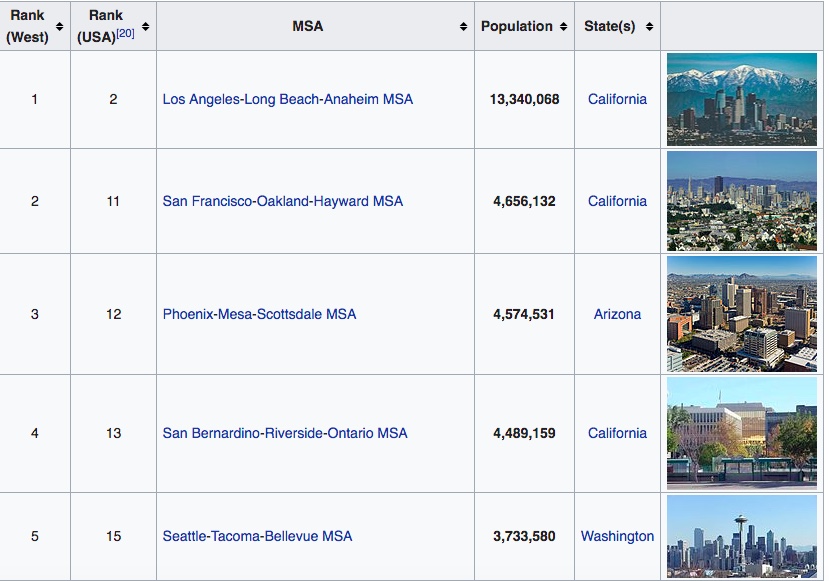 Rank (West) Rank (USA)[20] MSA Population State(s)
1 2 Los Angeles-Long Beach-Anaheim MSA 13,340,068 California
2 11 San Francisco-Oakland-Hayward MSA 4,656,132 California
3 12 Phoenix-Mesa-Scottsdale MSA 4,574,531 Arizona
4 13 San Bernardino-Riverside-Ontario MSA 4,489,159 California
5 15 Seattle-Tacoma-Bellevue MSA 3,733,580 Washington